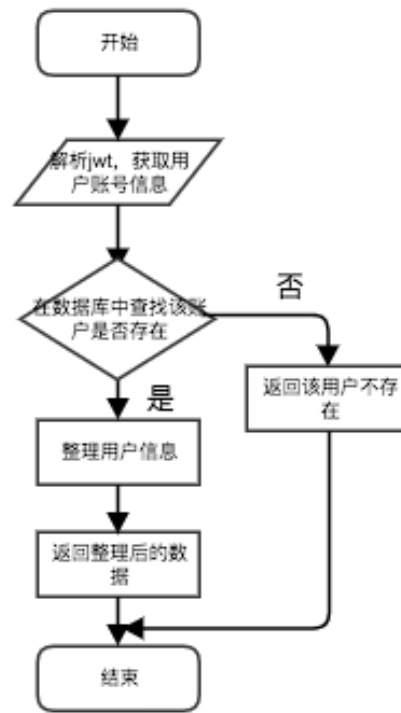 开始
解析jwt，获取用
户账号信息
在数据库中查找该账
户是否存在
否
是
返回该用户不存
在
整理用户信息
返回整理后的数
据
结束